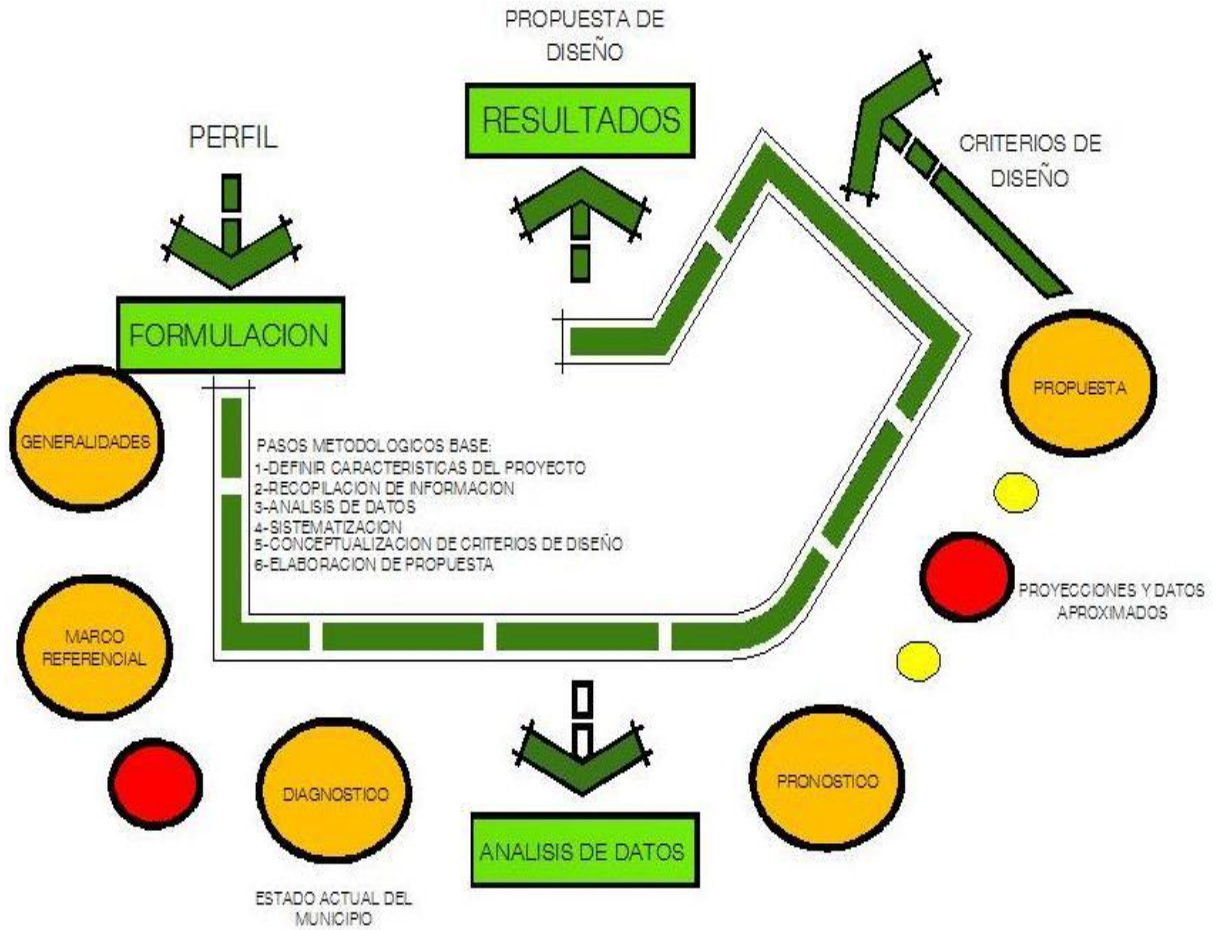 PROPUESTA DE
DISEÑO
RESULTADOS
PERFIL
CRITERIOS DE
DISEÑO
FORMULACION
PROPUESTA
GENERALIDADES
PASOS METODOLOGICOS BASE:
1-DEFINIR CARACTERISTICAS DEL PROYECTO
2-RECOPILACION DE INFORMACION
3-ANALISIS DE DATOS
4-SISTEMATIZACION
5-CONCEPTUALIZACION DE CRITERIOS DE DISEÑO
6-ELABORACION DE PROPUESTA
PROYECCIONES Y DATOS
APROXIMADOS
MARCO
REFERENCIAL
DIAGNOSTICO
PRONOSTICO
ANALISIS DE DATOS
ESTADO ACTUAL DEL
MUNICIPIO